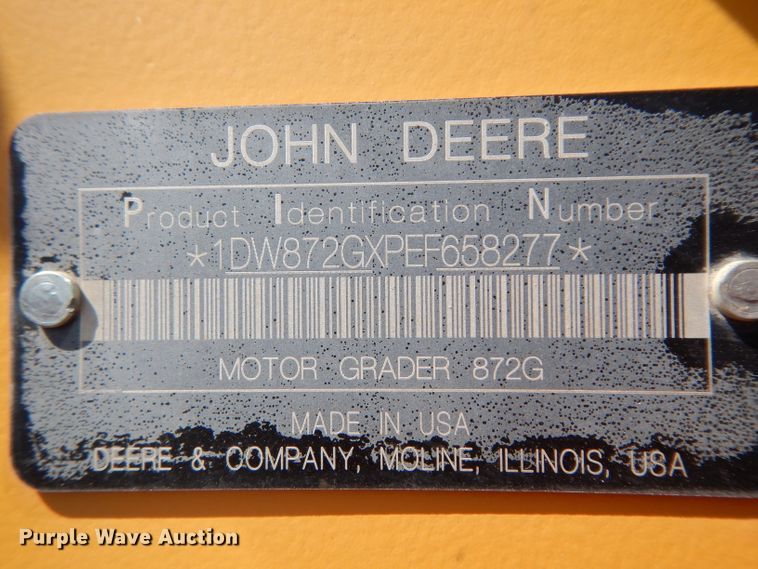 JOHN DEERE
Product Identification Number
*1DW872GXPEF658277*
MOTOR GRADER 872G
MADE IN USA
DEERE & COMPANY, MOLINE, ILLINOIS, USA
Purple Wave Auction